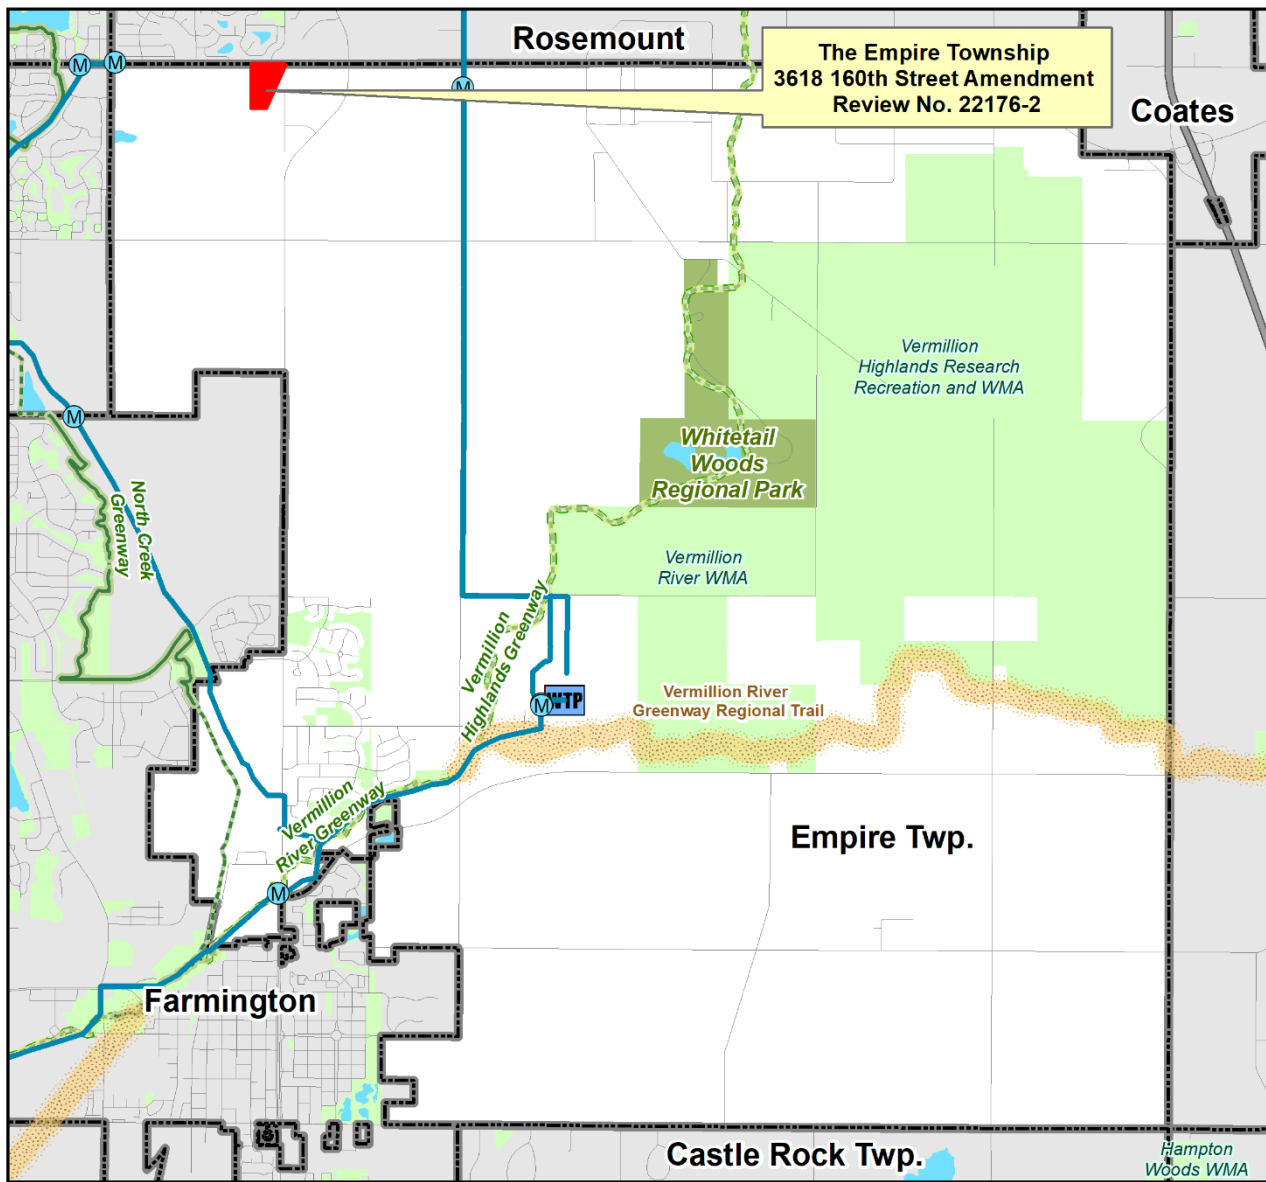 Rosemount
The Empire Township
3618 160th Street Amendment
Review No. 22176-2
Coates
M
M
M
Vermillion
Highlands Research
Recreation and WMA
M
Whitetail
Woods
Regional Park
North Creek
Greenway
Vermillion
River WMA
Vermillion
Highlands Greenway
Vermillion River
Greenway Regional Trail
M
WTP
Vermillion
River Greenway
Empire Twp.
M
Farmington
Castle Rock Twp.
Hampton
Woods WMA